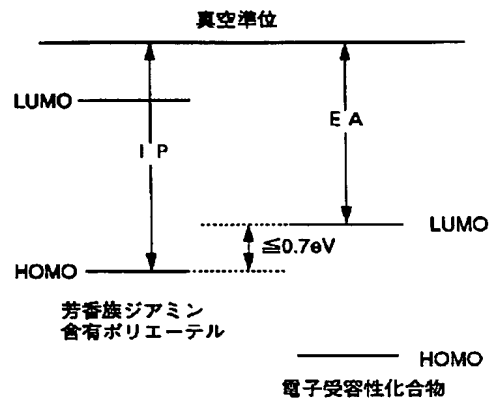 真空準位
LUMO
EA
IP
LUMO
≦0.7eV
HOMO
芳香族ジアミン
含有ポリエーテル
HOMO
電子受容性化合物